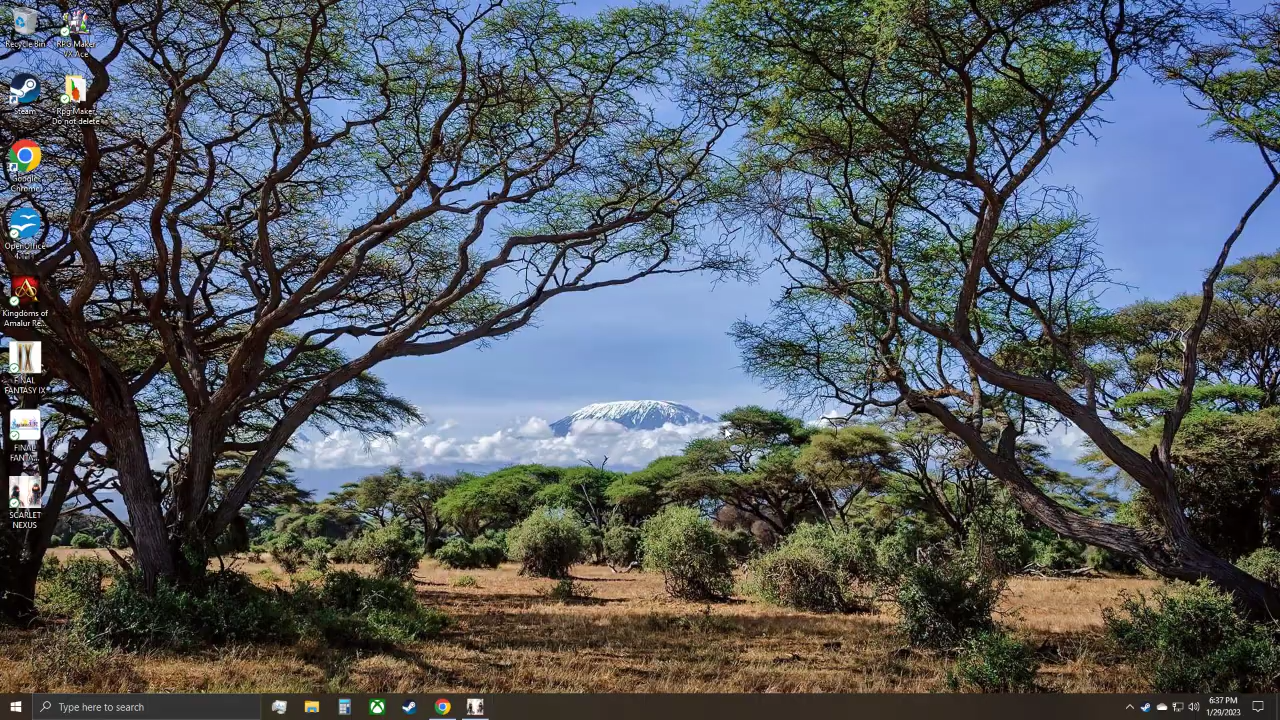 Recycle Bin
RPG Maker
Steam
Rpg Maker
Do not delete
Google
Chrome
OpenOffice
Kingdoms of
Amalur Re...
FINAL
FANTASY IX
FINAL
FANTA...
SCARLET
NEXUS
Type here to search
6:37 PM
1/29/2023